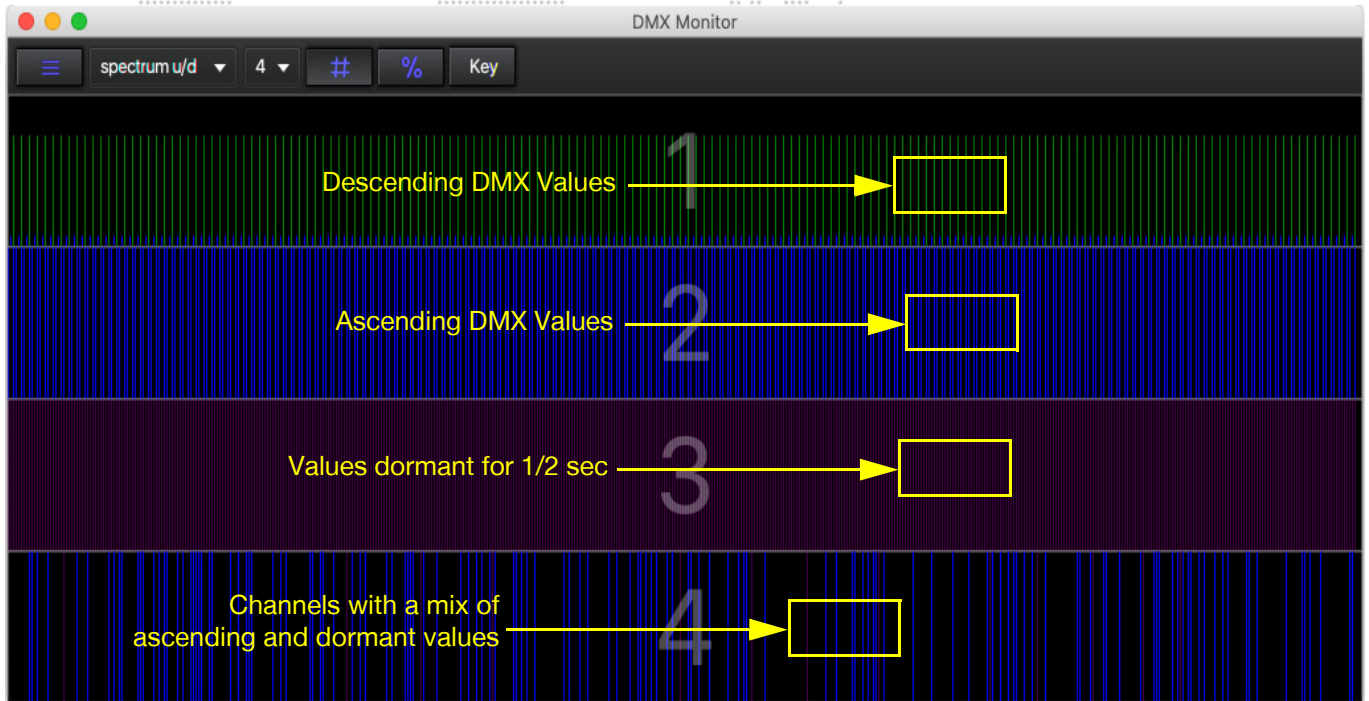 DMX Monitor
spectrum u/d 4 # % Key
1
Descending DMX Values
2
Ascending DMX Values
3
Values dormant for 1/2 sec
4
Channels with a mix of
ascending and dormant values